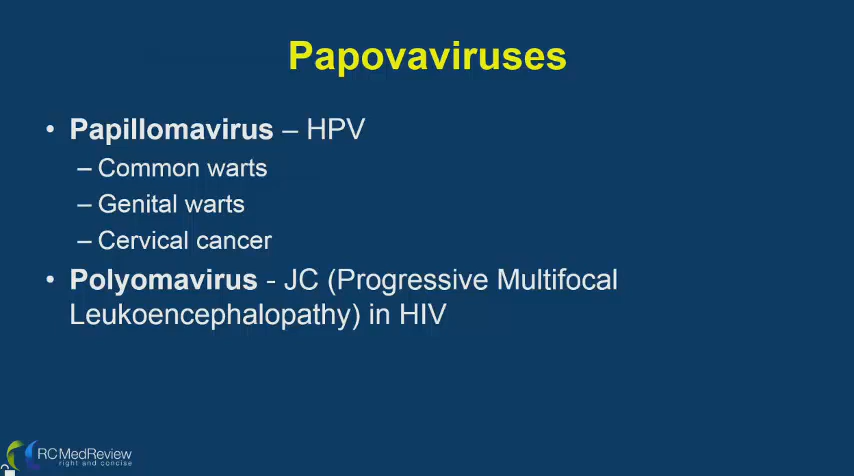 Papovaviruses
• Papillomavirus – HPV
– Common warts
– Genital warts
– Cervical cancer
• Polyomavirus - JC (Progressive Multifocal
Leukoencephalopathy) in HIV
RCMedReview
right and concise